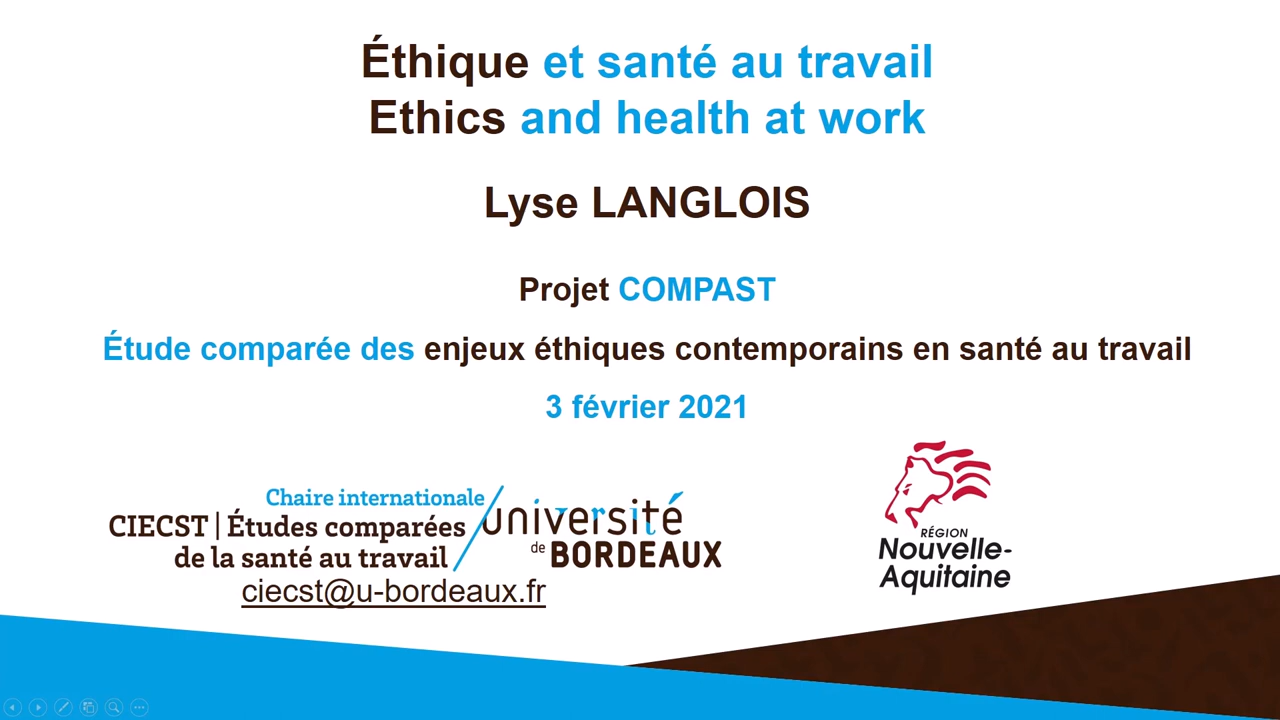 Éthique et santé au travail
Ethics and health at work
Lyse LANGLOIS
Projet COMPAST
Étude comparée des enjeux éthiques contemporains en santé au travail
3 février 2021
Chaire internationale
CIECST | Études comparées
de la santé au travail
ciecst@u-bordeaux.fr
université
de BORDEAUX
RÉGION
Nouvelle-
Aquitaine